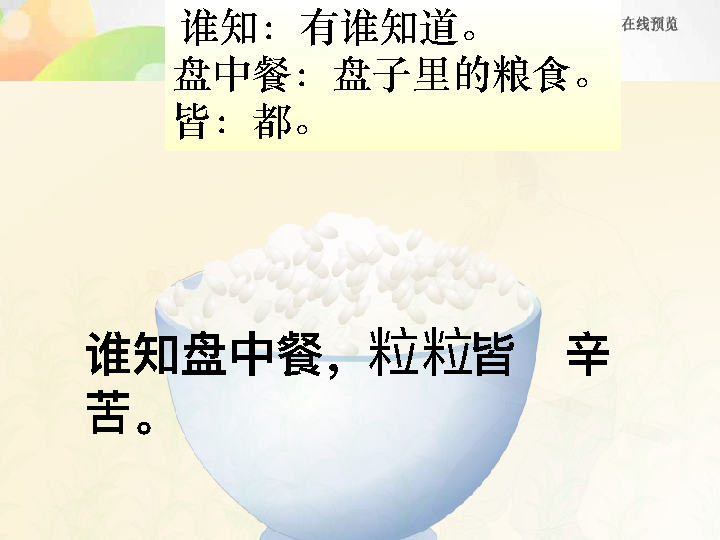 谁知：有谁知道。
在线预览
盘中餐：盘子里的粮食。
皆：都。
谁知盘中餐，粒粒皆　辛
苦。